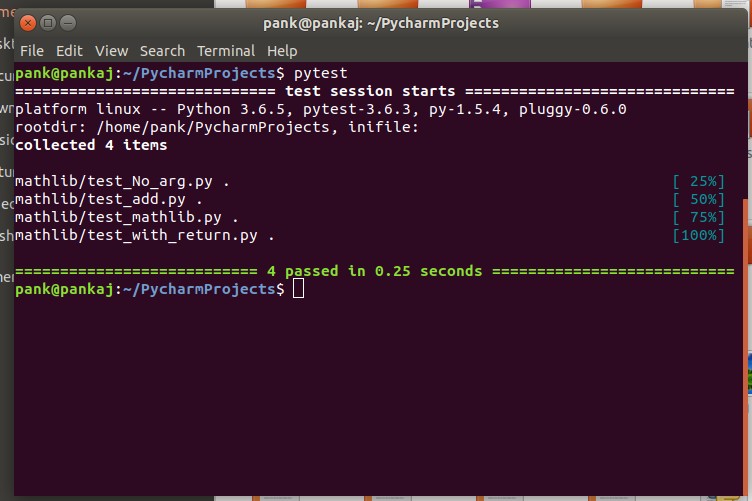 pank@pankaj: ~/PycharmProjects
File Edit View Search Terminal Help
pank@pankaj:~/PycharmProjects$ pytest
============================= test session starts ==============================
platform linux -- Python 3.6.5, pytest-3.6.3, py-1.5.4, pluggy-0.6.0
rootdir: /home/pank/PycharmProjects, inifile:
collected 4 items
mathlib/test_No_arg.py . [ 25%]
mathlib/test_add.py . [ 50%]
mathlib/test_mathlib.py . [ 75%]
mathlib/test_with_return.py . [100%]
=========================== 4 passed in 0.25 seconds ===========================
pank@pankaj:~/PycharmProjects$